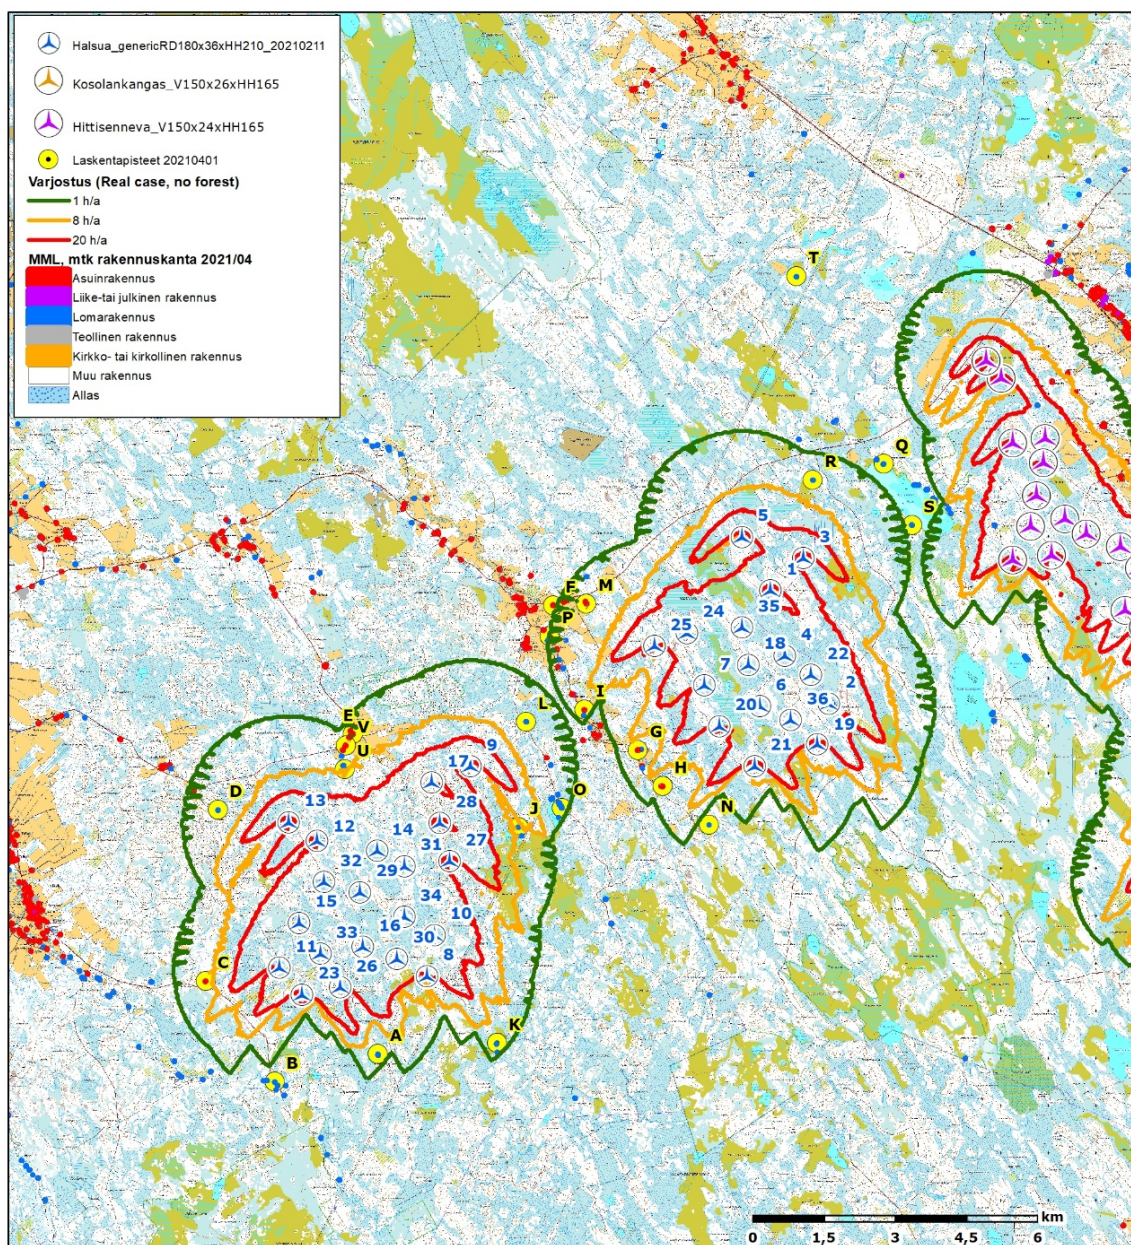 Halsua_genericRD180x36xHH210_20210211
Kosolankangas_V150x26xHH165
Hittisenneva_V150x24xHH165
Laskentapisteet 20210401
Varjostus (Real case, no forest)
1 h/a
8 h/a
20 h/a
MML, mtk rakennuskanta 2021/04
Asuinrakennus
Liike-tai julkinen rakennus
Lomarakennus
Teollinen rakennus
Kirkko- tai kirkollinen rakennus
Muu rakennus
Allas
T
Q
R
S
5
3
1
F
M
35
P
24
25
4
18
22
7
6
2
I
36
E
L
20
19
V
G
9
21
U
17
H
13
28
D
O
N
J
12
14
27
31
32
29
34
15
16
10
33
30
11
8
26
C
23
K
A
B
km
0 1,5 3 4,5 6